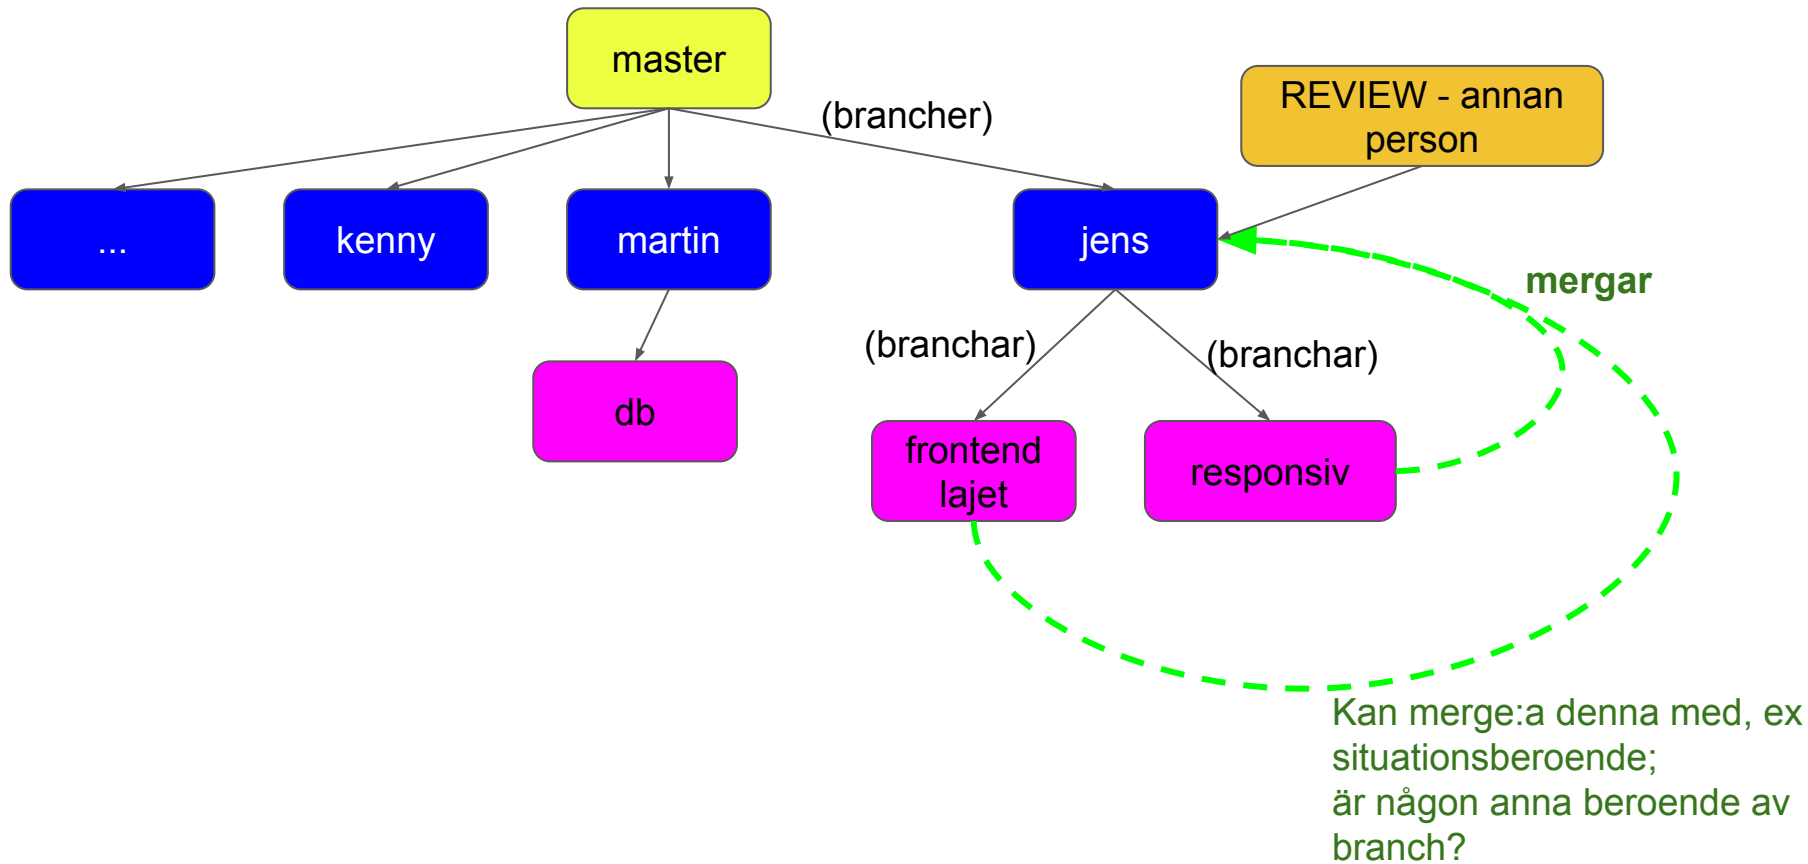 master
(brancher)
REVIEW - annan
person
...
kenny
martin
jens
mergar
(branchar)
(branchar)
db
frontend
lajet
responsiv
Kan merge:a denna med, ex
situationsberoende;
är någon anna beroende av
branch?